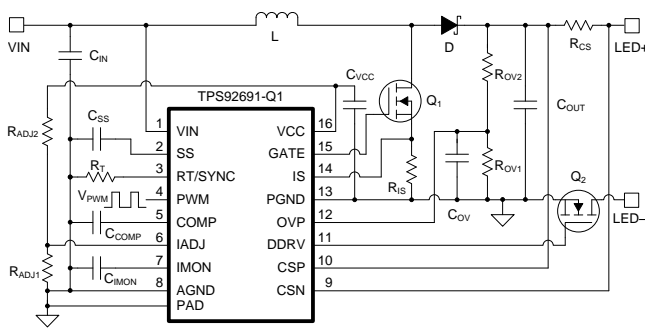 VIN
L
D
RCS
LED+
CIN
CVCC
Q1
ROV2
COUT
TPS92691-Q1
RADJ2
CSS
1 VIN VCC 16
2 SS GATE 15
RT
3 RT/SYNC IS 14
RIS
COV
ROV1
Q2
VPWM
4 PWM PGND 13
LED–
5 COMP OVP 12
CCOMP
6 IADJ DDRV 11
RADJ1
CIMON
7 IMON CSP 10
8 AGND CSN 9
PAD